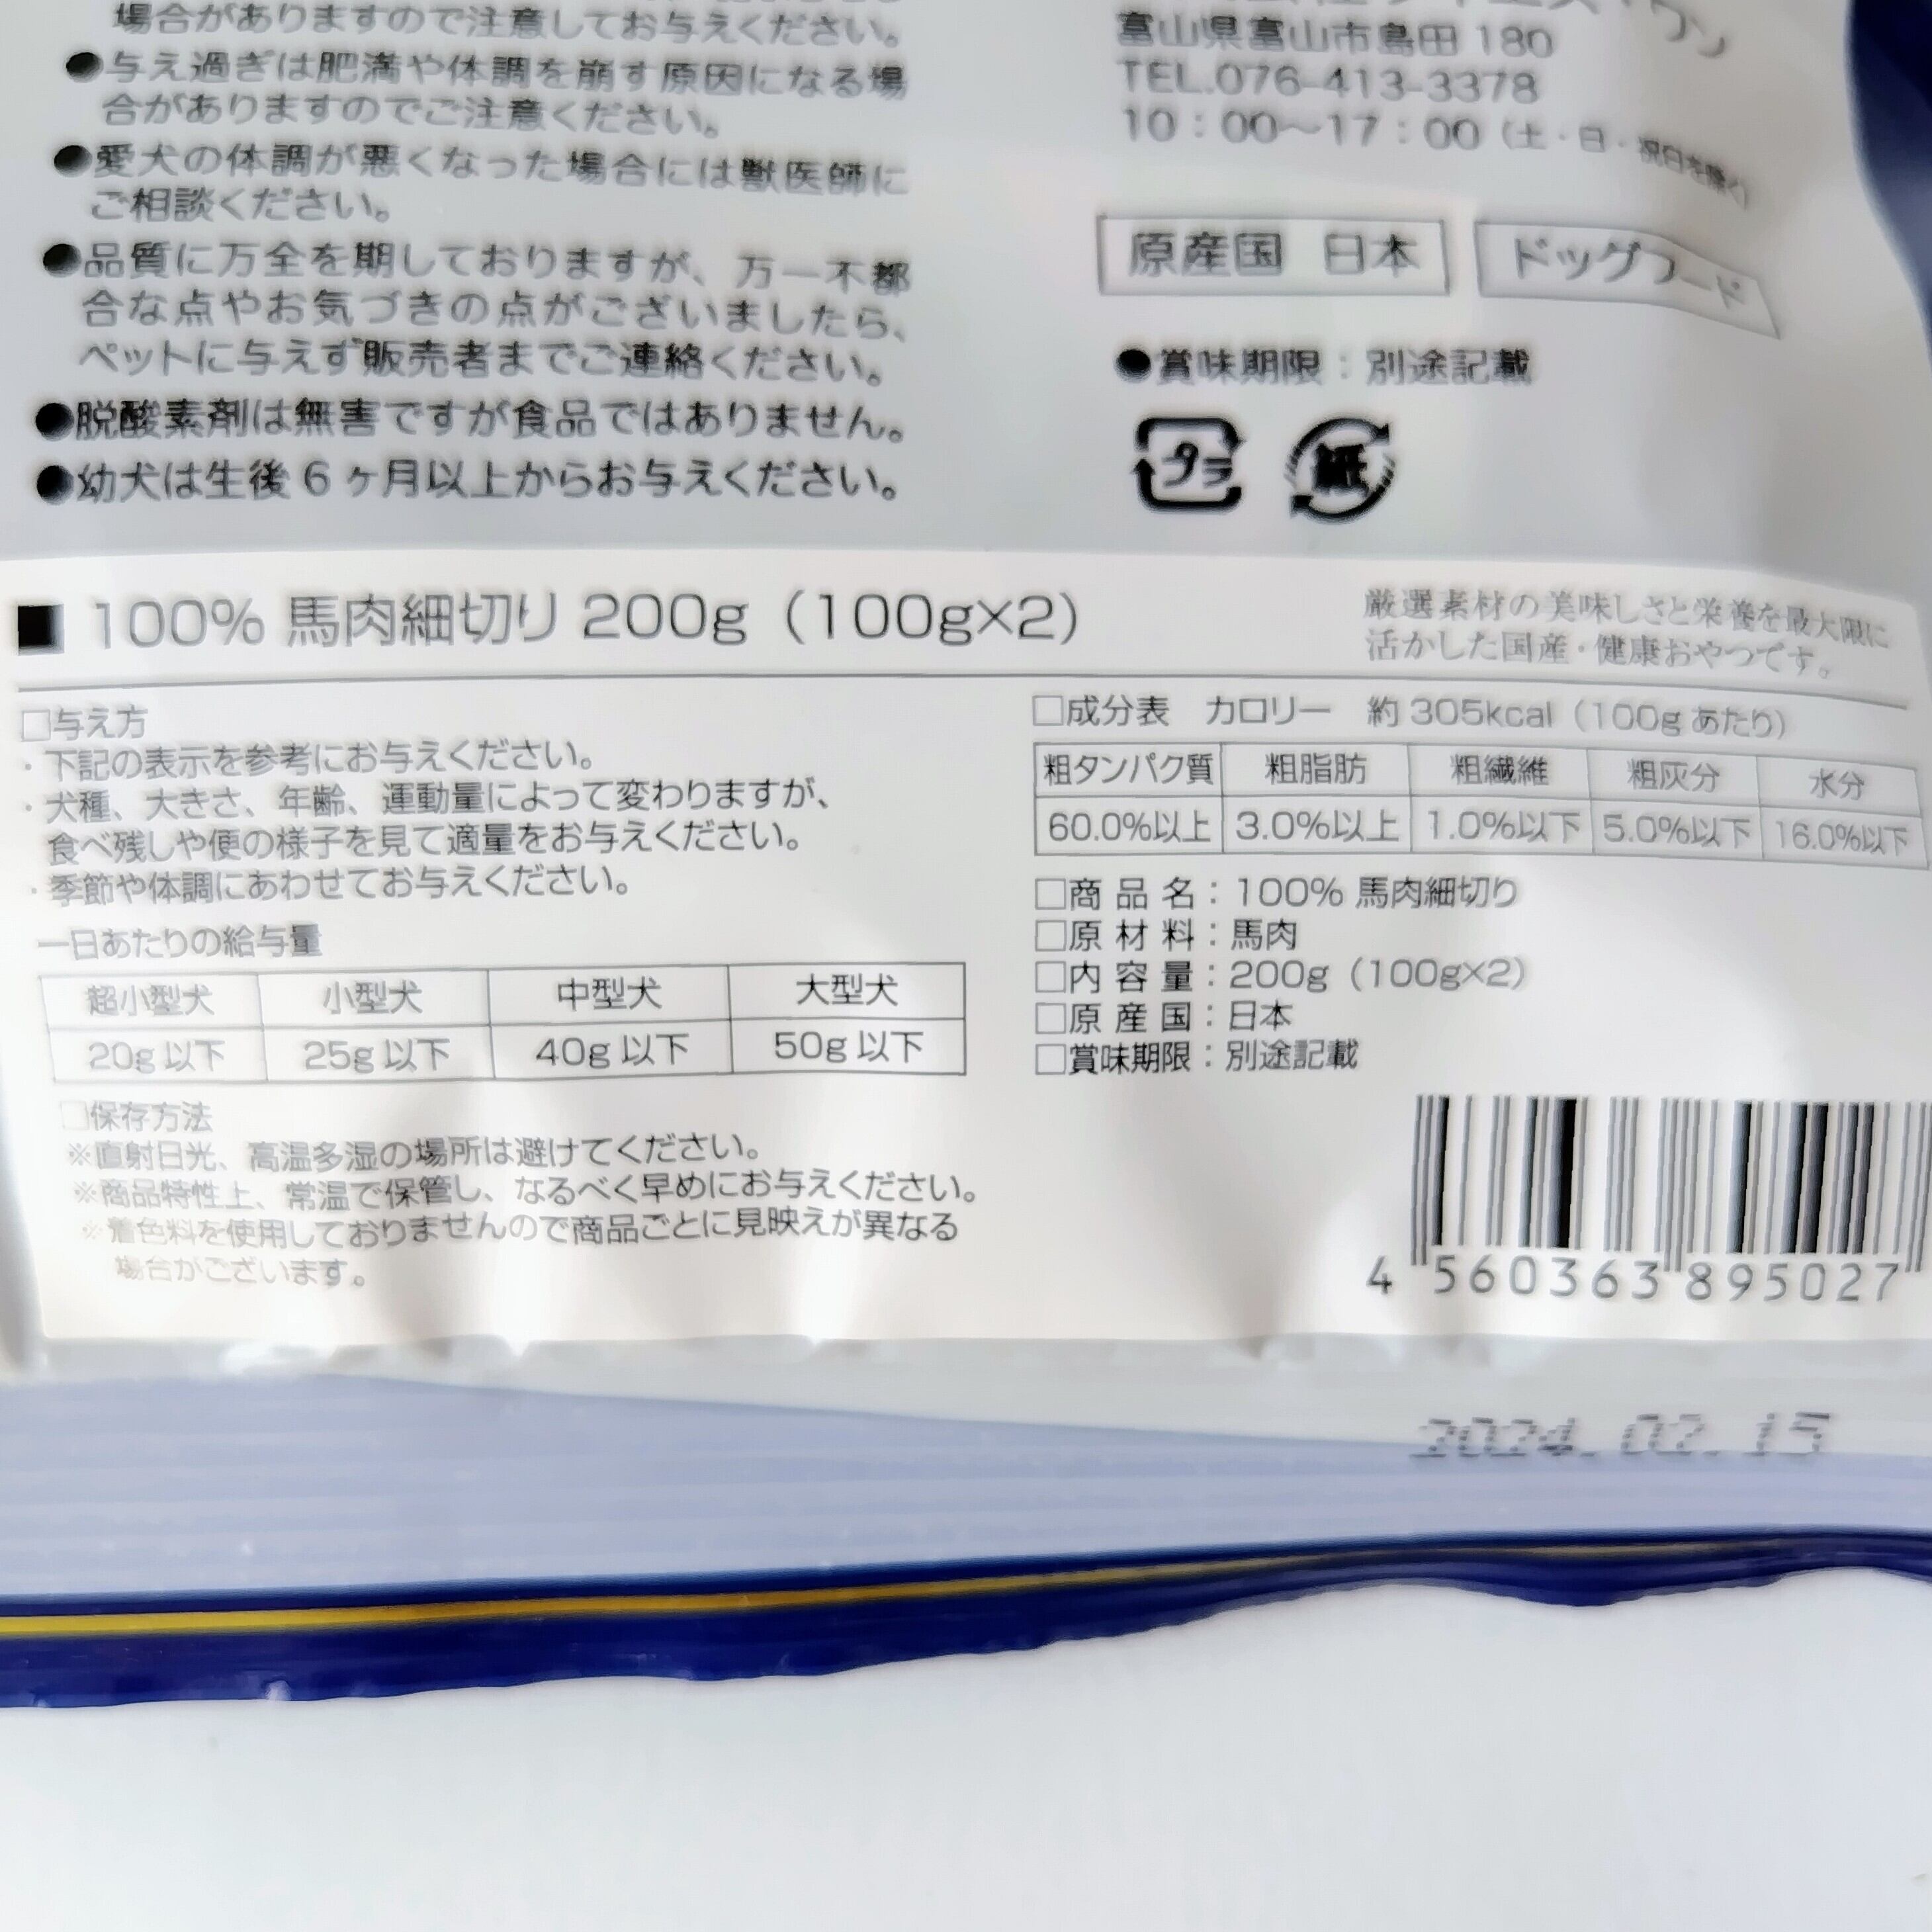 場合がありますので注意してお与えください。
●与え過ぎは肥満や体調を崩す原因になる場
合がありますのでご注意ください。
●愛犬の体調が悪くなった場合には獣医師に
ご相談ください。
●品質に万全を期しておりますが、万一不都
合な点やお気づきの点がございましたら、
ペットに与えず販売者までご連絡ください。
●脱酸素剤は無害ですが食品ではありません。
●幼犬は生後6ヶ月以上からお与えください。
富山県富山市島田180
TEL.076-413-3378
10:00〜17:00（土・日・祝日を除く）
原産国 日本
ドッグフード
●賞味期限：別途記載
プラ
紙
■100% 馬肉細切り 200g（100g×2）
厳選素材の美味しさと栄養を最大限に
活かした国産・健康おやつです。
□与え方
・下記の表示を参考にお与えください。
・犬種、大きさ、年齢、運動量によって変わりますが、
食べ残しや便の様子を見て適量をお与えください。
・季節や体調にあわせてお与えください。
一日あたりの給与量
超小型犬 小型犬 中型犬 大型犬
20g以下 25g以下 40g以下 50g以下
□保存方法
※直射日光、高温多湿の場所は避けてください。
※商品特性上、常温で保管し、なるべく早めにお与えください。
※着色料を使用しておりませんので商品ごとに見映えが異なる
場合がございます。
□成分表 カロリー 約305kcal（100gあたり）
粗タンパク質 粗脂肪 粗繊維 粗灰分 水分
60.0%以上 3.0%以上 1.0%以下 5.0%以下 16.0%以下
□商品名：100% 馬肉細切り
□原材料：馬肉
□内容量：200g（100g×2）
□原産国：日本
□賞味期限：別途記載
4 560363 895027
2024.02.15